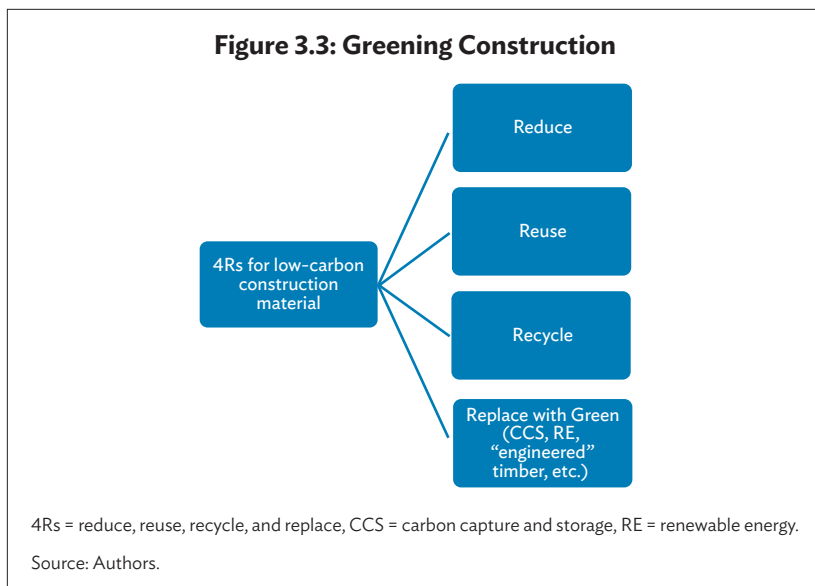 Figure 3.3: Greening Construction
Reduce
Reuse
4Rs for low-carbon
construction
material
Recycle
Replace with Green
(CCS, RE,
“engineered”
timber, etc.)
4Rs = reduce, reuse, recycle, and replace, CCS = carbon capture and storage, RE = renewable energy.
Source: Authors.